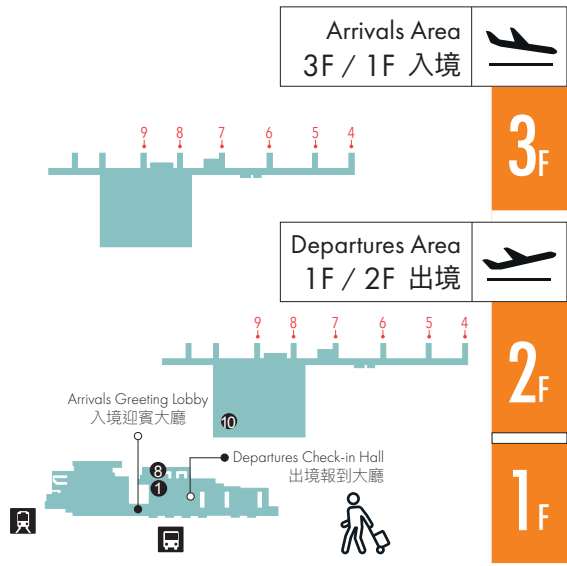 Arrivals Area
3F / 1F 入境
3F
9 8 7 6 5 4
Departures Area
1F / 2F 出境
2F
9 8 7 6 5 4
10
Arrivals Greeting Lobby
入境迎賓大廳
Departures Check-in Hall
出境報到大廳
8
1
1F